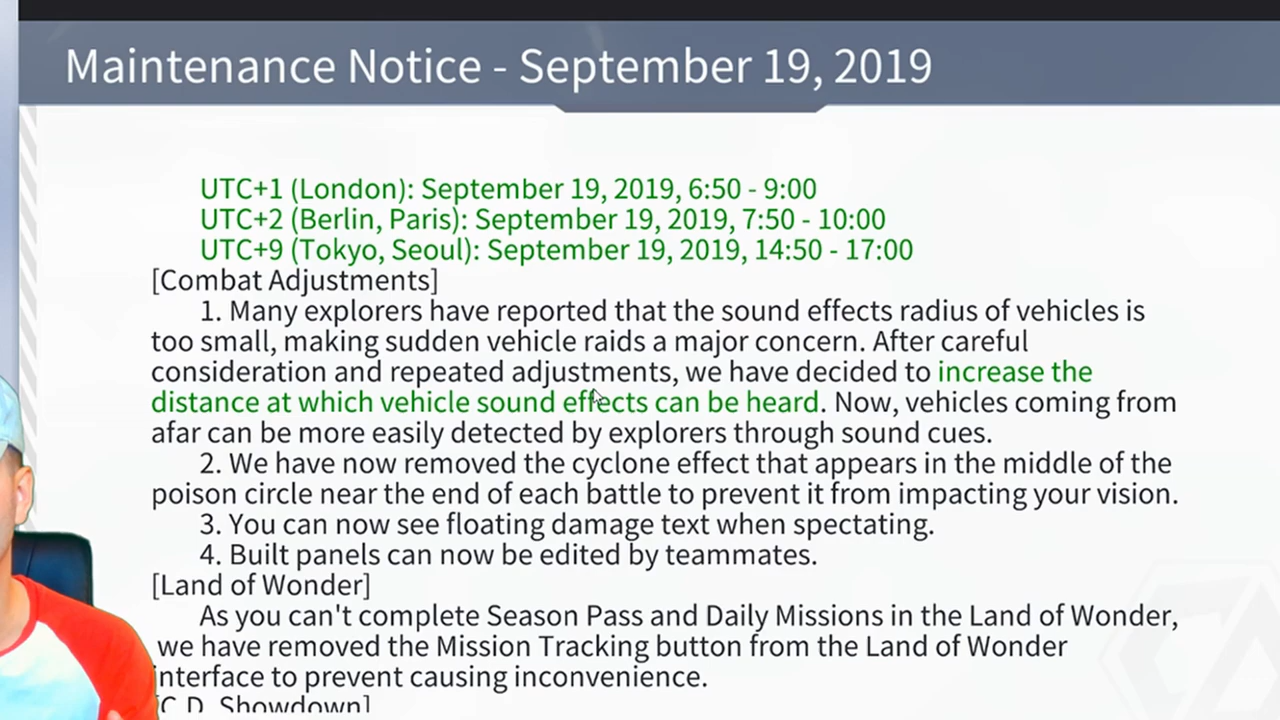 Maintenance Notice - September 19, 2019
UTC+1 (London): September 19, 2019, 6:50 - 9:00
UTC+2 (Berlin, Paris): September 19, 2019, 7:50 - 10:00
UTC+9 (Tokyo, Seoul): September 19, 2019, 14:50 - 17:00
[Combat Adjustments]
1. Many explorers have reported that the sound effects radius of vehicles is
too small, making sudden vehicle raids a major concern. After careful
consideration and repeated adjustments, we have decided to increase the
distance at which vehicle sound effects can be heard. Now, vehicles coming from
afar can be more easily detected by explorers through sound cues.
2. We have now removed the cyclone effect that appears in the middle of the
poison circle near the end of each battle to prevent it from impacting your vision.
3. You can now see floating damage text when spectating.
4. Built panels can now be edited by teammates.
[Land of Wonder]
As you can't complete Season Pass and Daily Missions in the Land of Wonder,
we have removed the Mission Tracking button from the Land of Wonder
interface to prevent causing inconvenience.
[C.D. Showdown]